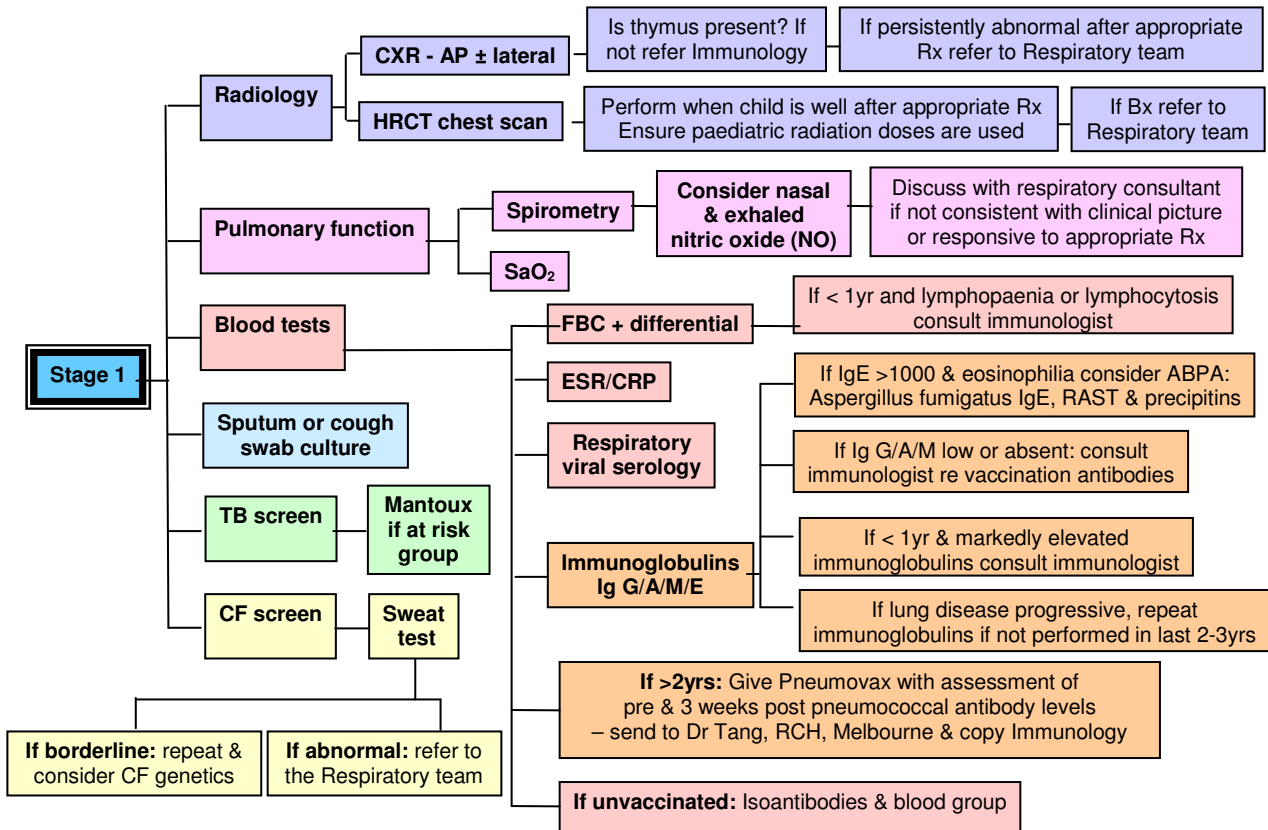 Stage 1
Radiology
CXR - AP ± lateral
Is thymus present? If
not refer Immunology
If persistently abnormal after appropriate
Rx refer to Respiratory team
HRCT chest scan
Perform when child is well after appropriate Rx
Ensure paediatric radiation doses are used
If Bx refer to
Respiratory team
Pulmonary function
Spirometry
Consider nasal
& exhaled
nitric oxide (NO)
Discuss with respiratory consultant
if not consistent with clinical picture
or responsive to appropriate Rx
SaO₂
Blood tests
FBC + differential
If < 1yr and lymphopaenia or lymphocytosis
consult immunologist
ESR/CRP
Respiratory
viral serology
Immunoglobulins
Ig G/A/M/E
If IgE >1000 & eosinophilia consider ABPA:
Aspergillus fumigatus IgE, RAST & precipitins
If Ig G/A/M low or absent: consult
immunologist re vaccination antibodies
If < 1yr & markedly elevated
immunoglobulins consult immunologist
If lung disease progressive, repeat
immunoglobulins if not performed in last 2-3yrs
If >2yrs: Give Pneumovax with assessment of
pre & 3 weeks post pneumococcal antibody levels
– send to Dr Tang, RCH, Melbourne & copy Immunology
If unvaccinated: Isoantibodies & blood group
Sputum or cough
swab culture
TB screen
Mantoux
if at risk
group
CF screen
Sweat
test
If borderline: repeat &
consider CF genetics
If abnormal: refer to
the Respiratory team